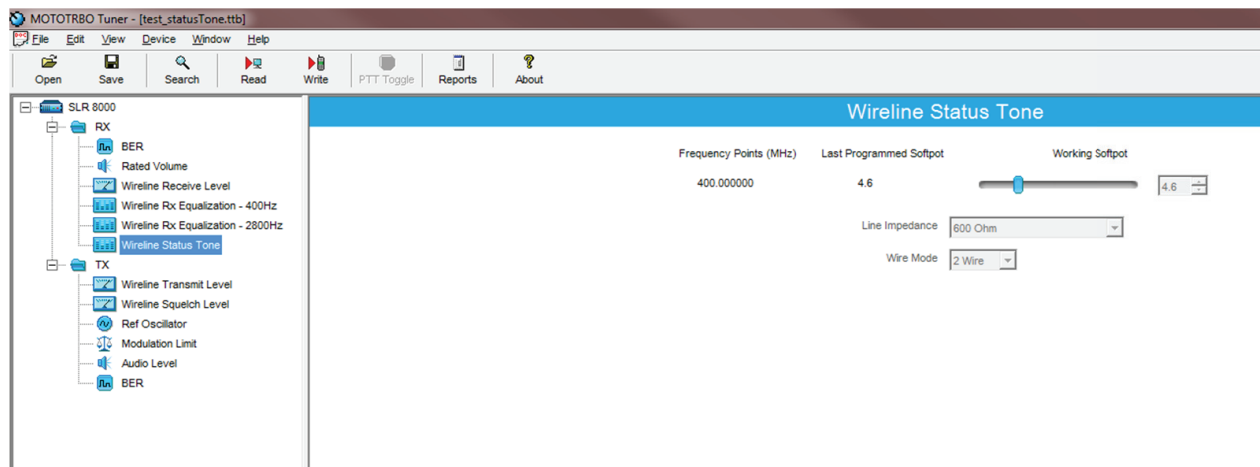 MOTOTRBO Tuner - [test_statusTone.ttb]
File Edit View Device Window Help
Open Save Search Read Write PTT Toggle Reports About
SLR 8000
RX
BER
Rated Volume
Wireline Receive Level
Wireline Rx Equalization - 400Hz
Wireline Rx Equalization - 2800Hz
Wireline Status Tone
TX
Wireline Transmit Level
Wireline Squelch Level
Ref Oscillator
Modulation Limit
Audio Level
BER
Wireline Status Tone
Frequency Points (MHz) Last Programmed Softpot Working Softpot
400.000000 4.6 4.6
Line Impedance 600 Ohm
Wire Mode 2 Wire